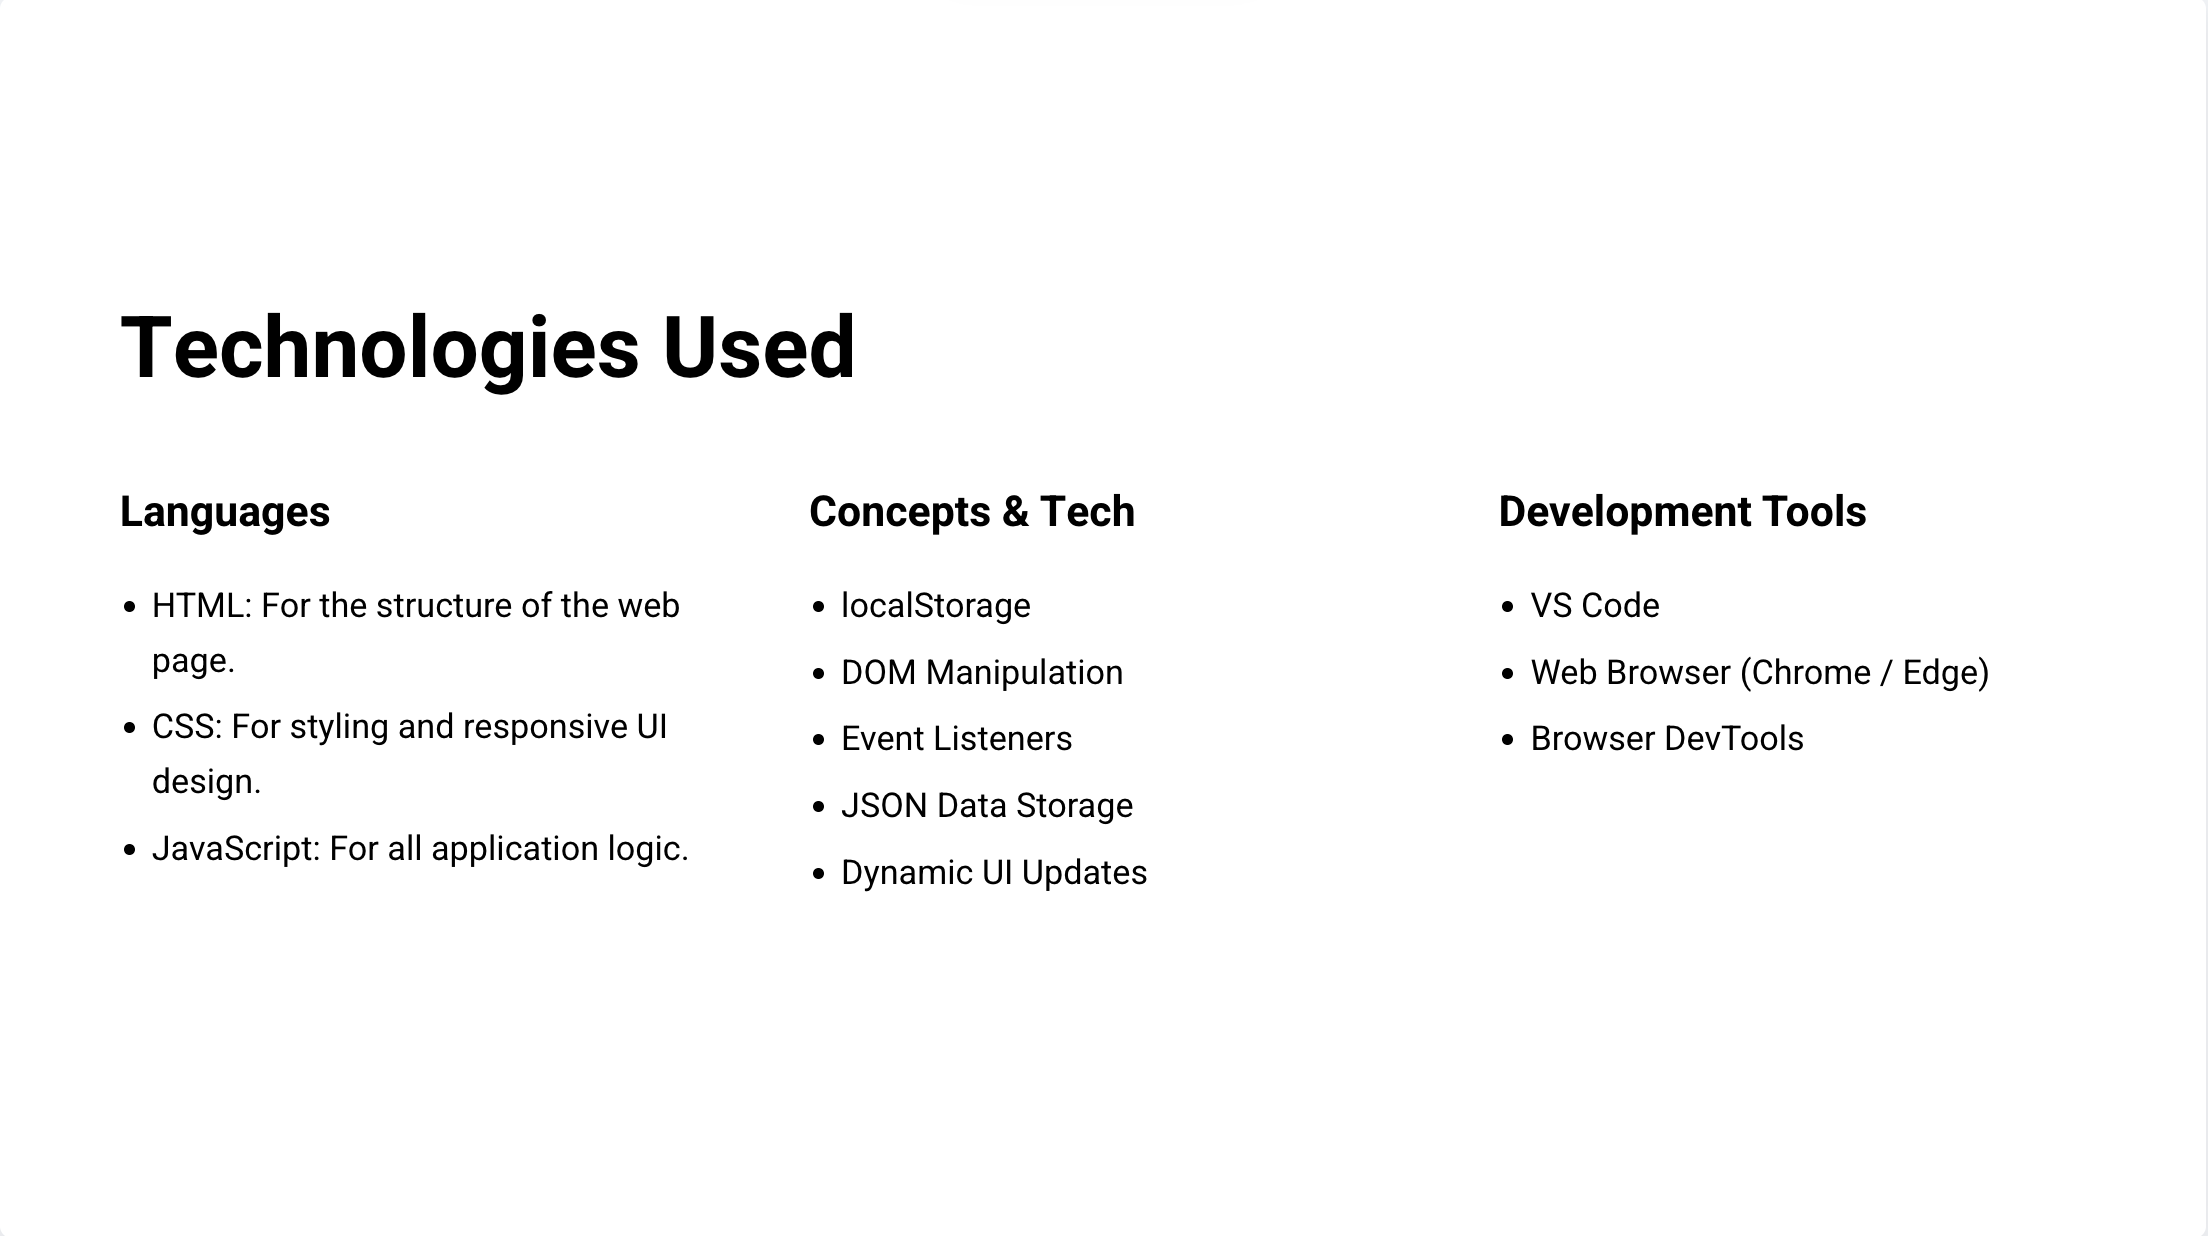 Technologies Used
Languages
• HTML: For the structure of the web
page.
• CSS: For styling and responsive UI
design.
• JavaScript: For all application logic.
Concepts & Tech
• localStorage
• DOM Manipulation
• Event Listeners
• JSON Data Storage
• Dynamic UI Updates
Development Tools
• VS Code
• Web Browser (Chrome / Edge)
• Browser DevTools